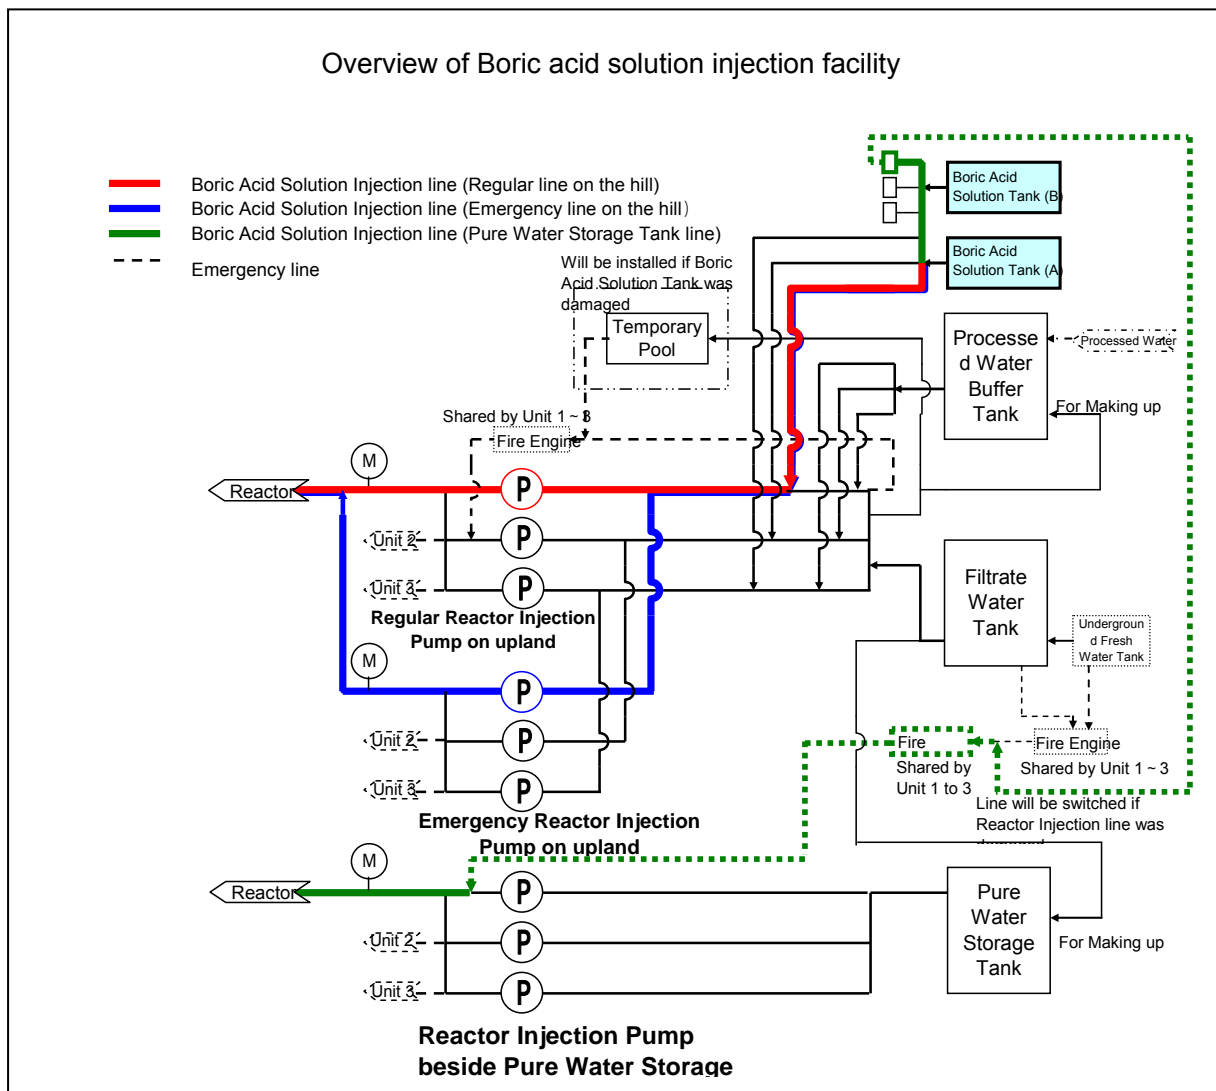 Overview of Boric acid solution injection facility
Boric Acid Solution Injection line (Regular line on the hill)
Boric Acid Solution Injection line (Emergency line on the hill)
Boric Acid Solution Injection line (Pure Water Storage Tank line)
Emergency line
Boric Acid
Solution Tank (B)
Boric Acid
Solution Tank (A)
Will be installed if Boric
Acid Solution Tank was
damaged
Temporary
Pool
Processe
d Water
Buffer
Tank
Processed Water
For Making up
Shared by Unit 1 ~ 3
Fire Engine
M
Reactor
P
Unit 2
P
Unit 3
P
Regular Reactor Injection
Pump on upland
Filtrate
Water
Tank
Undergroun
d Fresh
Water Tank
M
P
Unit 2
P
Unit 3
P
Emergency Reactor Injection
Pump on upland
Fire
Shared by
Unit 1 to 3
Fire Engine
Shared by Unit 1 ~ 3
Line will be switched if
Reactor Injection line was
M
Reactor
P
Unit 2
P
Unit 3
P
Pure
Water
Storage
Tank
For Making up
Reactor Injection Pump
beside Pure Water Storage